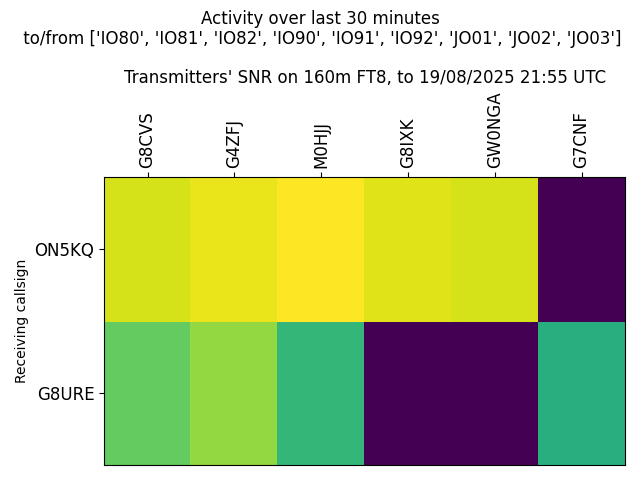 Activity over last 30 minutes
to/from ['IO80', 'IO81', 'IO82', 'IO90', 'IO91', 'IO92', 'JO01', 'JO02', 'JO03']
Transmitters' SNR on 160m FT8, to 19/08/2025 21:55 UTC
G8CVS
G4ZFJ
M0HJJ
G8IXK
GW0NGA
G7CNF
Receiving callsign
ON5KQ
G8URE